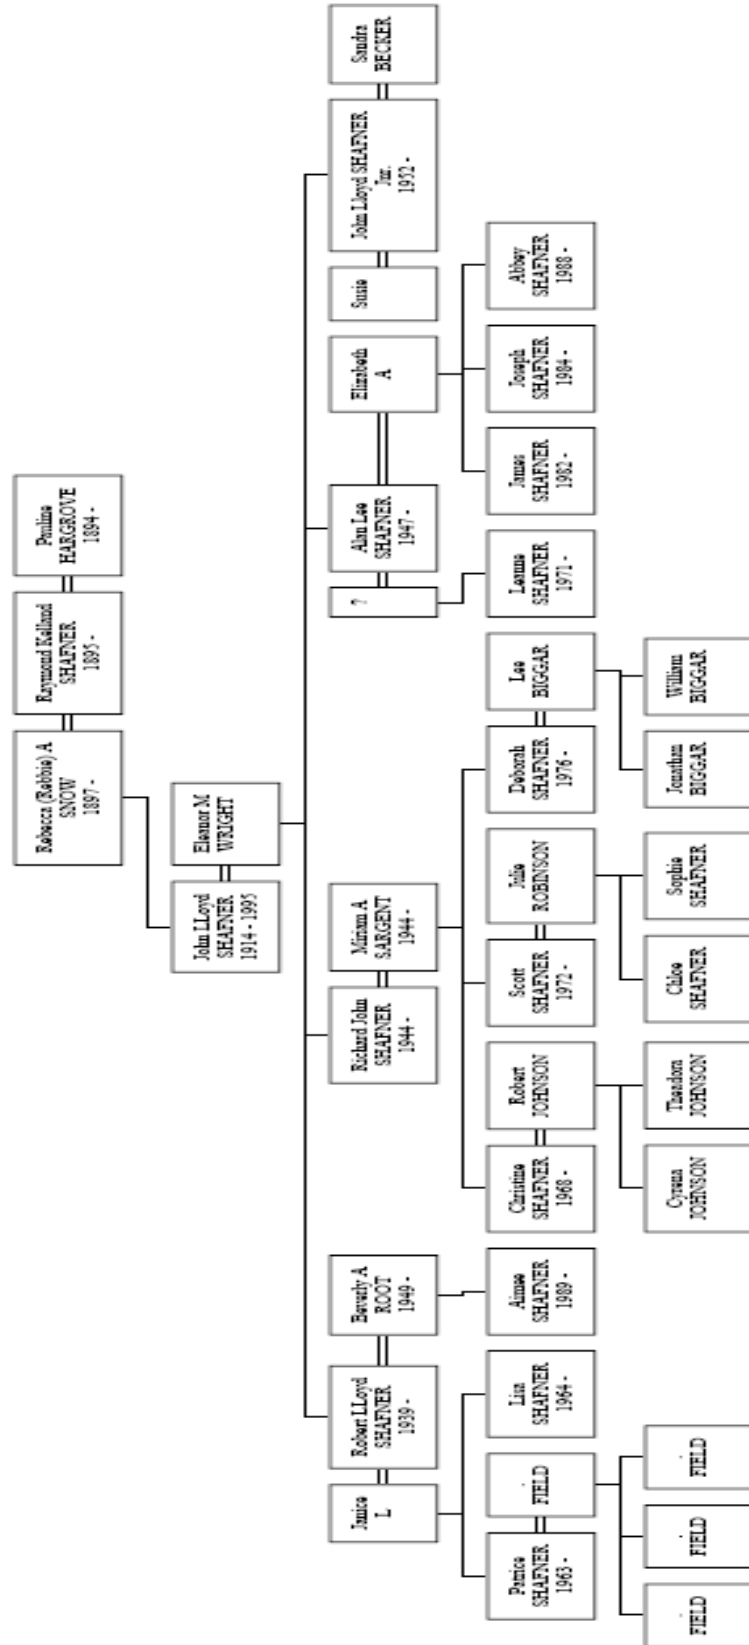 Rebecca (Rebbie) A
SNOW
1897 -
Raymond Kelland
SHAFNER
1895 -
Pauline
HARGROVE
1894 -
John LLoyd
SHAFNER
1914 - 1995
Eleanor M
WRIGHT
Janice
L
Robert LLoyd
SHAFNER
1939 -
Beverly A
ROOT
1949 -
Richard John
SHAFNER
1944 -
Miriam A
SARGENT
1944 -
?
Alan Lee
SHAFNER
1947 -
Elizabeth
A
Susie
John Lloyd SHAFNER
Jnr.
1952 -
Sandra
BECKER
Patrice
SHAFNER
1963 -
.
FIELD
Lisa
SHAFNER
1964 -
Aimee
SHAFNER
1989 -
Christine
SHAFNER
1968 -
Robert
JOHNSON
Scott
SHAFNER
1972 -
Julie
ROBINSON
Deborah
SHAFNER
1976 -
Lee
BIGGAR
Leanne
SHAFNER
1971 -
James
SHAFNER
1982 -
Joseph
SHAFNER
1984 -
Abbey
SHAFNER
1988 -
.
FIELD
.
FIELD
.
FIELD
Cyrena
JOHNSON
Theadora
JOHNSON
Chloe
SHAFNER
Sophie
SHAFNER
Jonathan
BIGGAR
William
BIGGAR